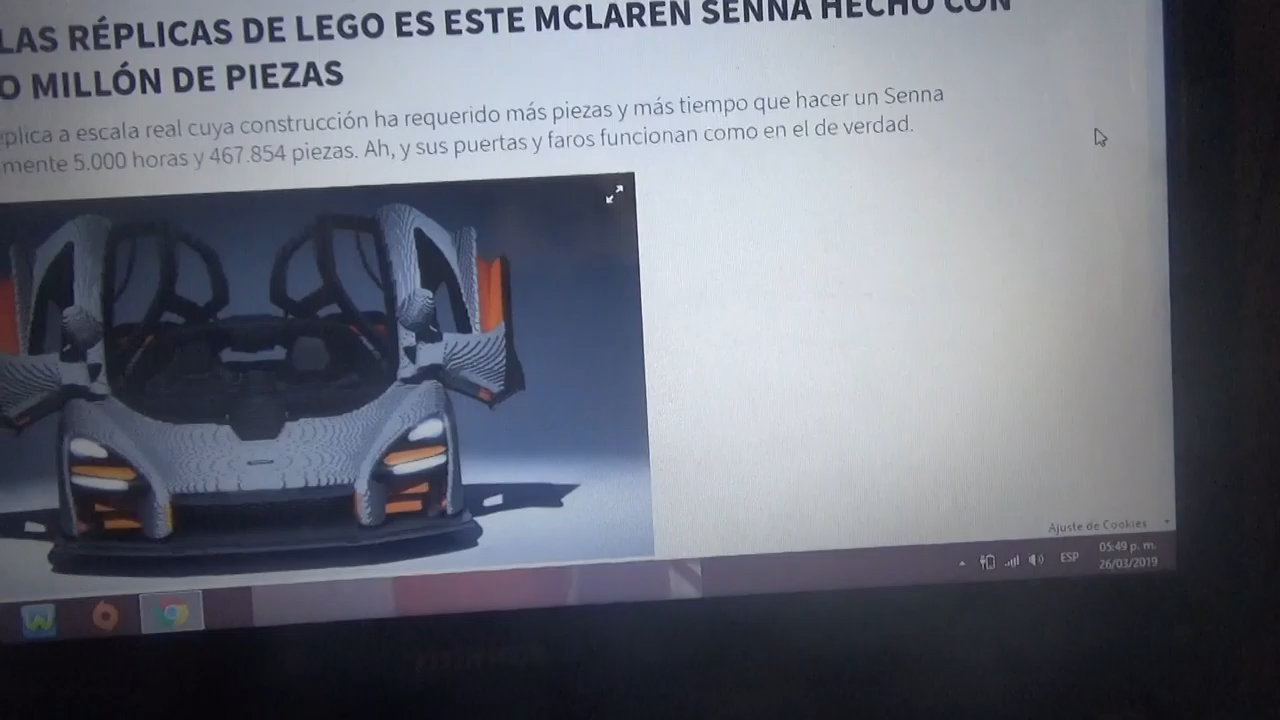 LAS RÉPLICAS DE LEGO ES ESTE MCLAREN SENNA HECHO CON
O MILLÓN DE PIEZAS
plica a escala real cuya construcción ha requerido más piezas y más tiempo que hacer un Senna
mente 5.000 horas y 467.854 piezas. Ah, y sus puertas y faros funcionan como en el de verdad.
Ajuste de Cookies
ESP
05:49 p. m.
26/03/2019